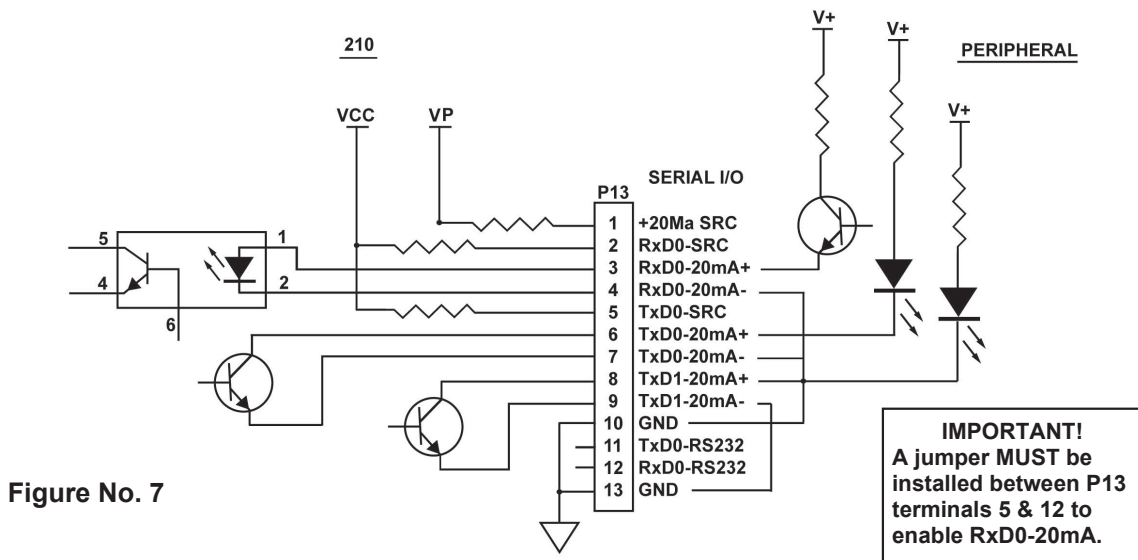 210
VCC
VP
V+
V+
V+
PERIPHERAL
SERIAL I/O
P13
1 +20Ma SRC
2 RxD0-SRC
3 RxD0-20mA+
4 RxD0-20mA-
5 TxD0-SRC
6 TxD0-20mA+
7 TxD0-20mA-
8 TxD1-20mA+
9 TxD1-20mA-
10 GND
11 TxD0-RS232
12 RxD0-RS232
13 GND
5
4
6
1
2
IMPORTANT!
A jumper MUST be
installed between P13
terminals 5 & 12 to
enable RxD0-20mA.
Figure No. 7